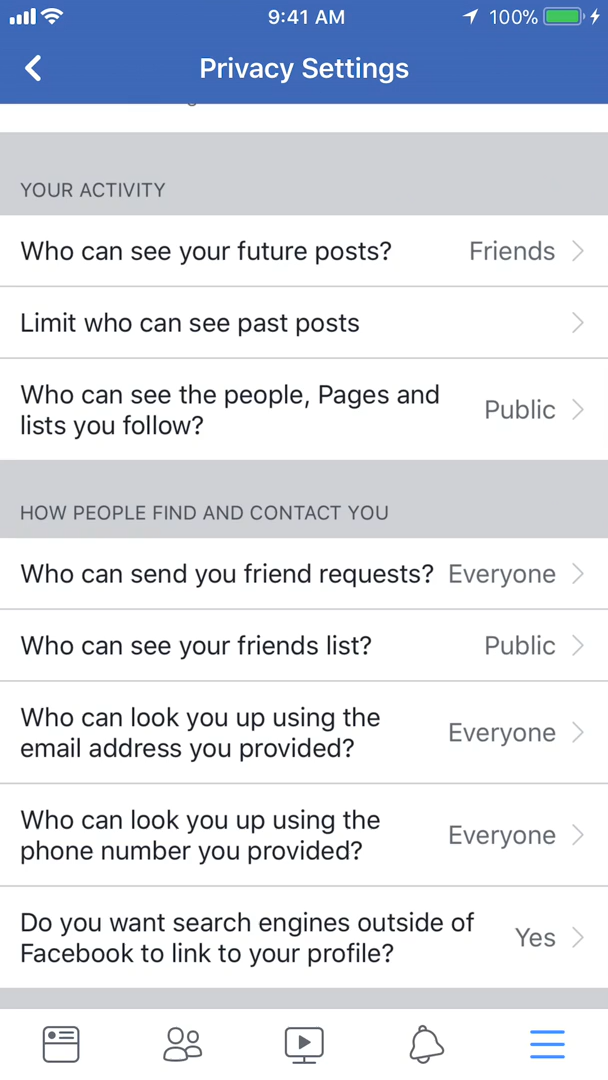 9:41 AM
100%
Privacy Settings
YOUR ACTIVITY
Who can see your future posts?
Friends
Limit who can see past posts
Who can see the people, Pages and
lists you follow?
Public
HOW PEOPLE FIND AND CONTACT YOU
Who can send you friend requests?
Everyone
Who can see your friends list?
Public
Who can look you up using the
email address you provided?
Everyone
Who can look you up using the
phone number you provided?
Everyone
Do you want search engines outside of
Facebook to link to your profile?
Yes